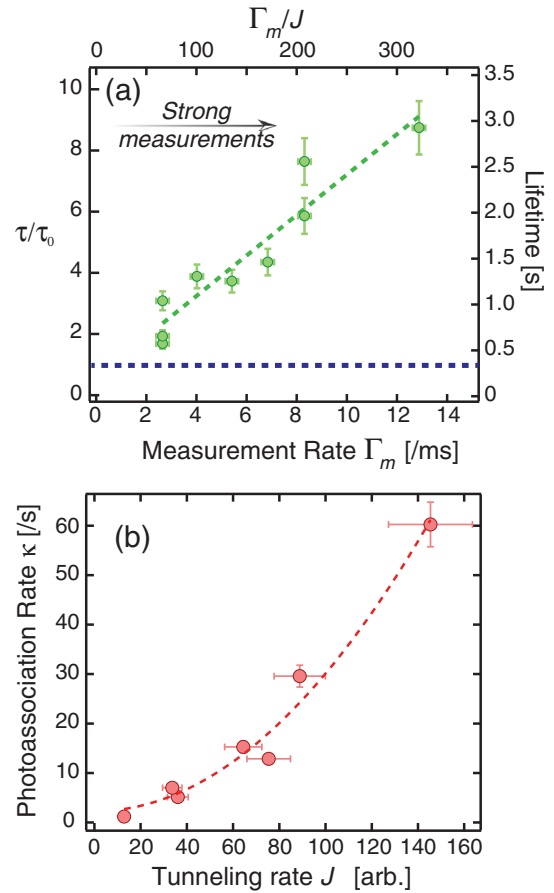 Γm/J
0 100 200 300
(a)
Strong
measurements
10
8
6
4
2
0
τ/τ0
3.5
3.0
2.5
2.0
1.5
1.0
0.5
0
Lifetime [s]
0 2 4 6 8 10 12 14
Measurement Rate Γm [/ms]
(b)
60
50
40
30
20
10
0
Photoassociation Rate κ [/s]
0 20 40 60 80 100 120 140 160
Tunneling rate J [arb.]